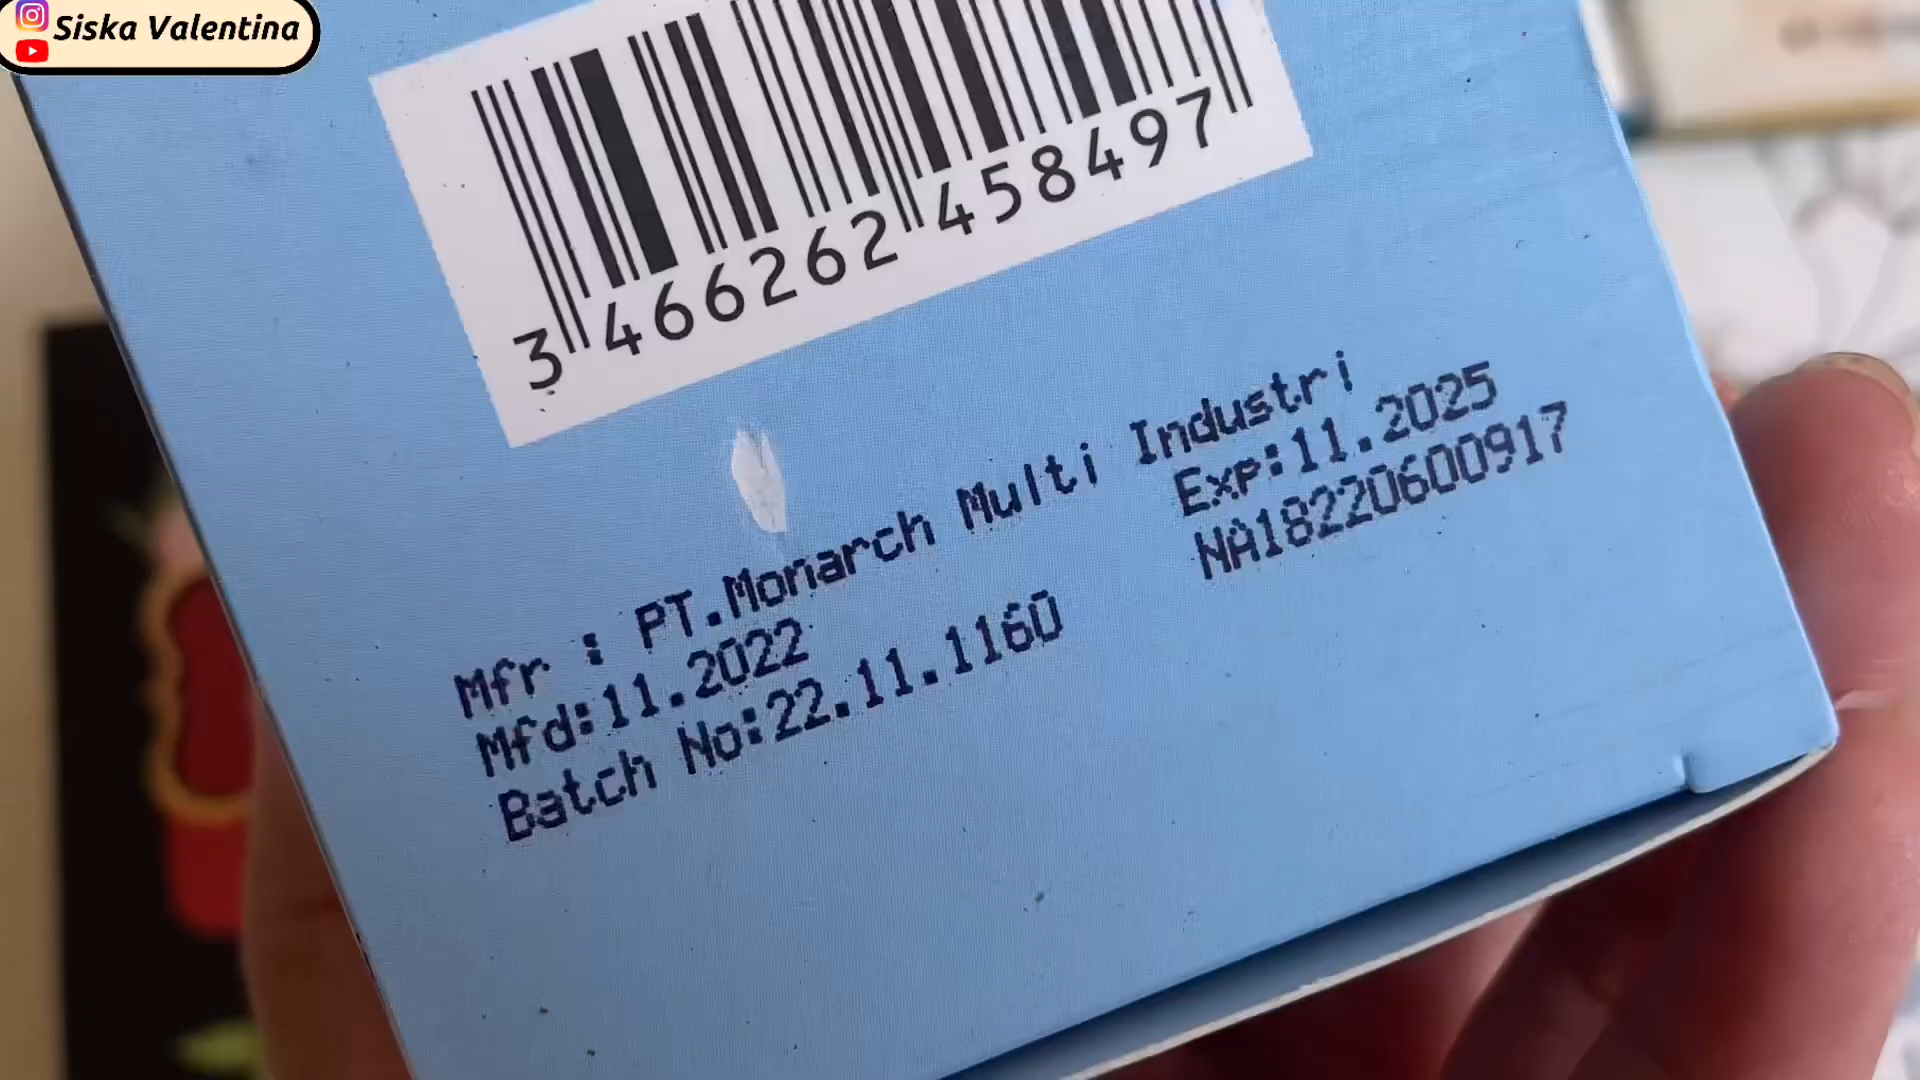 Siska Valentina
3 466262 458497
Mfr : PT.Monarch Multi Industri
Mfd:11.2022 Exp:11.2025
Batch No:22.11.1160 NA18220600917